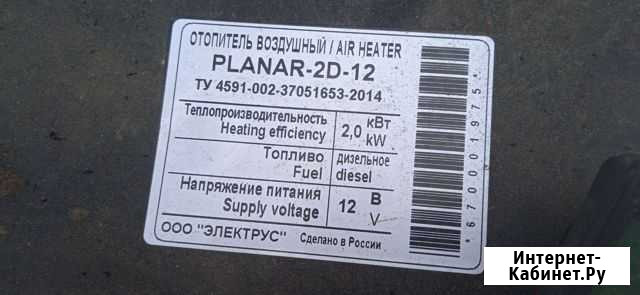 ОТОПИТЕЛЬ ВОЗДУШНЫЙ / AIR HEATER
PLANAR-2D-12
ТУ 4591-002-37051653-2014
Теплопроизводительность
Heating efficiency
2,0 кВт
kW
Топливо
Fuel
дизельное
diesel
Напряжение питания
Supply voltage
12 В
V
ООО "ЭЛЕКТРУС" Сделано в России
*670001975*
Интернет-
Кабинет.Ру